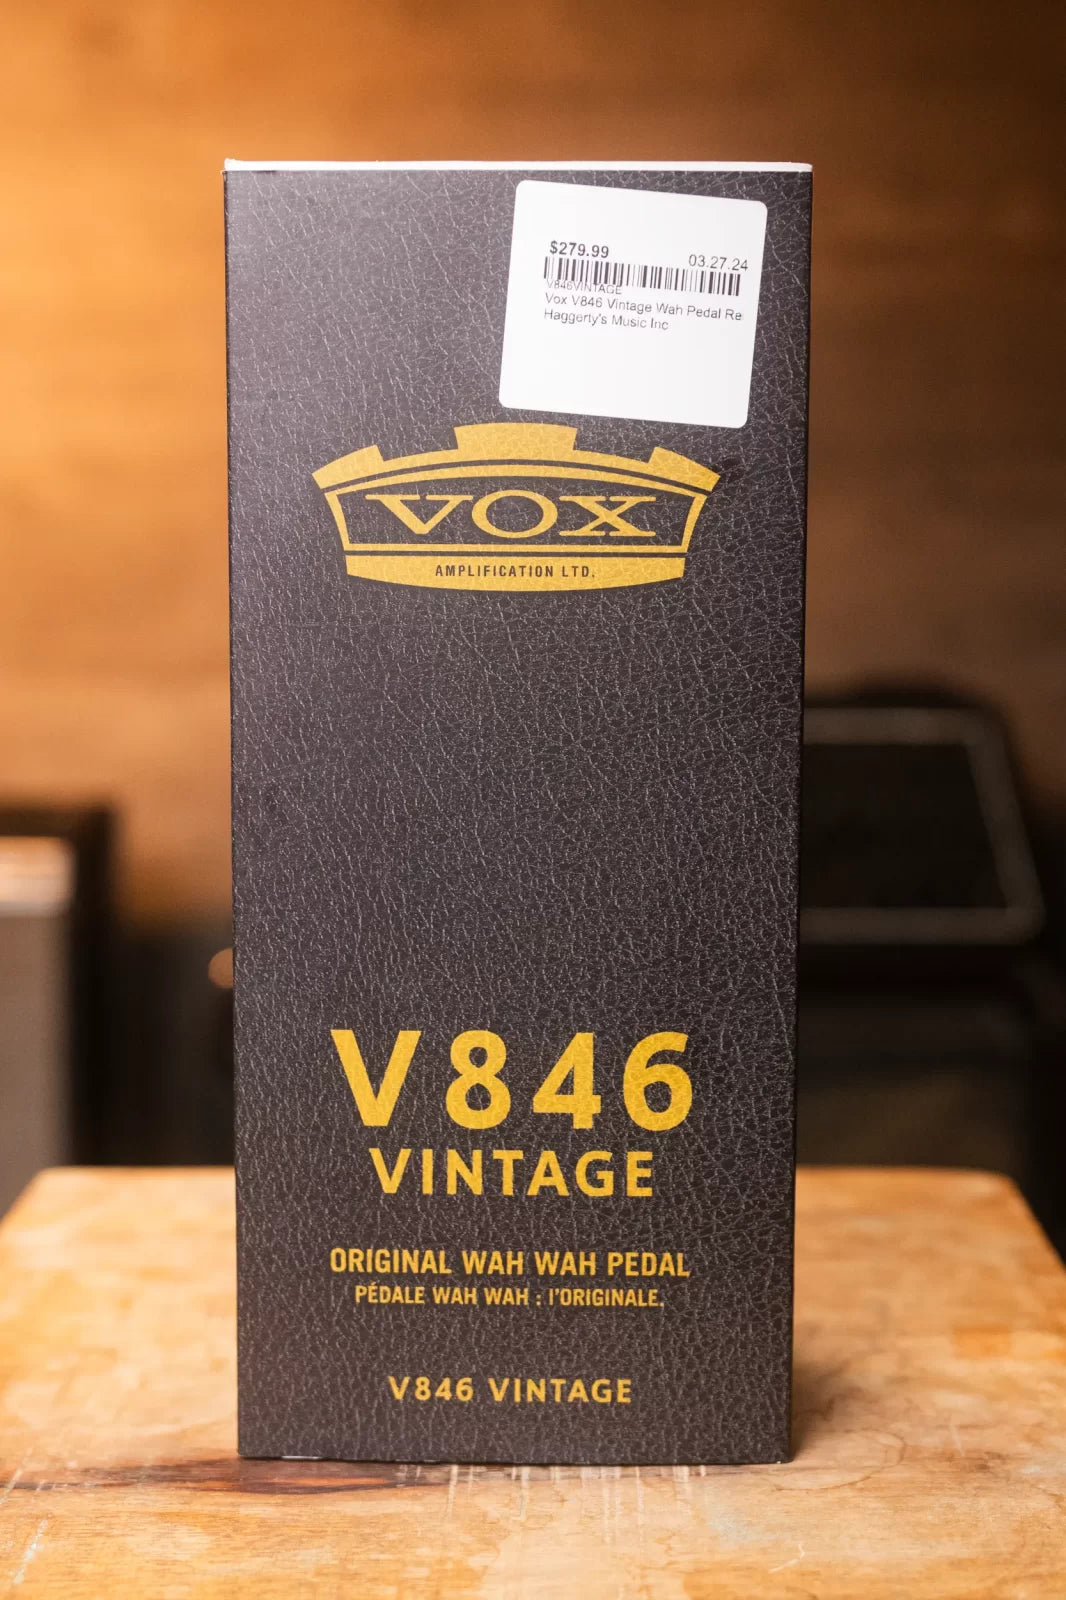 $279.99
03.27.24
V846VINTAGE
Vox V846 Vintage Wah Pedal Re
Haggerty's Music Inc
VOX
AMPLIFICATION LTD.
V846
VINTAGE
ORIGINAL WAH WAH PEDAL
PÉDALE WAH WAH : l'ORIGINALE.
V846 VINTAGE